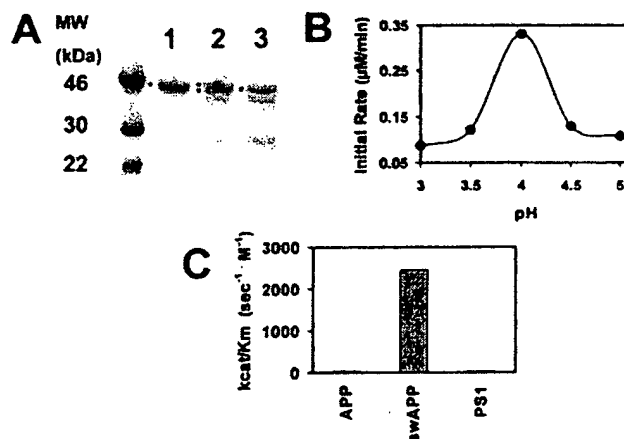 A
MW
(kDa)
1 2 3
46
30
22
B
Initial Rate (µM/min)
0.35
0.25
0.15
0.05
3 3.5 4 4.5 5
pH
C
kcat/Km (sec⁻¹ · M⁻¹)
3000
2000
1000
0
APP
swAPP
PS1